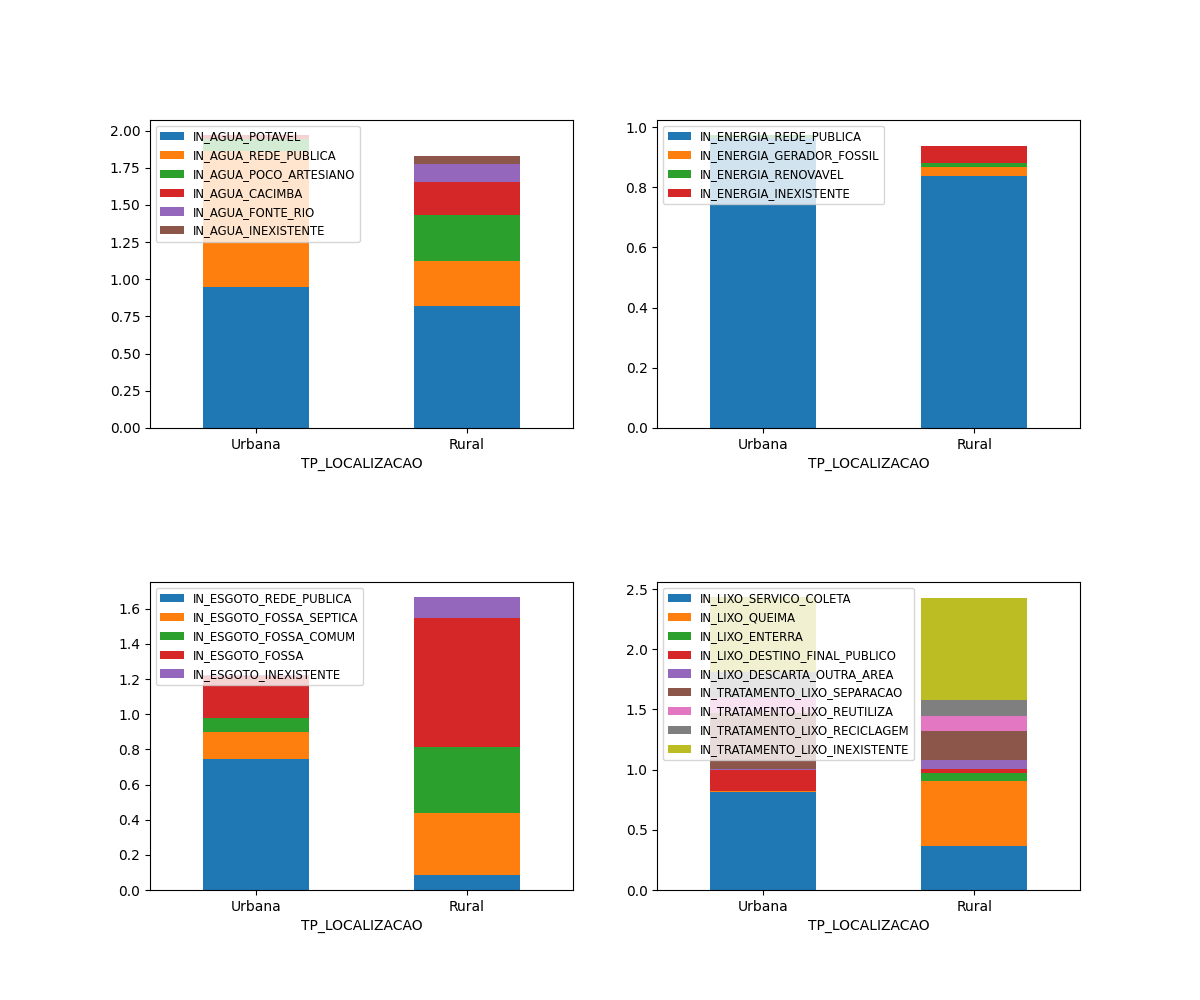 2.00
1.75
1.50
1.25
1.00
0.75
0.50
0.25
0.00
IN_AGUA_POTAVEL
IN_AGUA_REDE_PUBLICA
IN_AGUA_POCO_ARTESIANO
IN_AGUA_CACIMBA
IN_AGUA_FONTE_RIO
IN_AGUA_INEXISTENTE
Urbana
Rural
TP_LOCALIZACAO
1.0
0.8
0.6
0.4
0.2
0.0
IN_ENERGIA_REDE_PUBLICA
IN_ENERGIA_GERADOR_FOSSIL
IN_ENERGIA_RENOVAVEL
IN_ENERGIA_INEXISTENTE
Urbana
Rural
TP_LOCALIZACAO
1.6
1.4
1.2
1.0
0.8
0.6
0.4
0.2
0.0
IN_ESGOTO_REDE_PUBLICA
IN_ESGOTO_FOSSA_SEPTICA
IN_ESGOTO_FOSSA_COMUM
IN_ESGOTO_FOSSA
IN_ESGOTO_INEXISTENTE
Urbana
Rural
TP_LOCALIZACAO
2.5
2.0
1.5
1.0
0.5
0.0
IN_LIXO_SERVICO_COLETA
IN_LIXO_QUEIMA
IN_LIXO_ENTERRA
IN_LIXO_DESTINO_FINAL_PUBLICO
IN_LIXO_DESCARTA_OUTRA_AREA
IN_TRATAMENTO_LIXO_SEPARACAO
IN_TRATAMENTO_LIXO_REUTILIZA
IN_TRATAMENTO_LIXO_RECICLAGEM
IN_TRATAMENTO_LIXO_INEXISTENTE
Urbana
Rural
TP_LOCALIZACAO